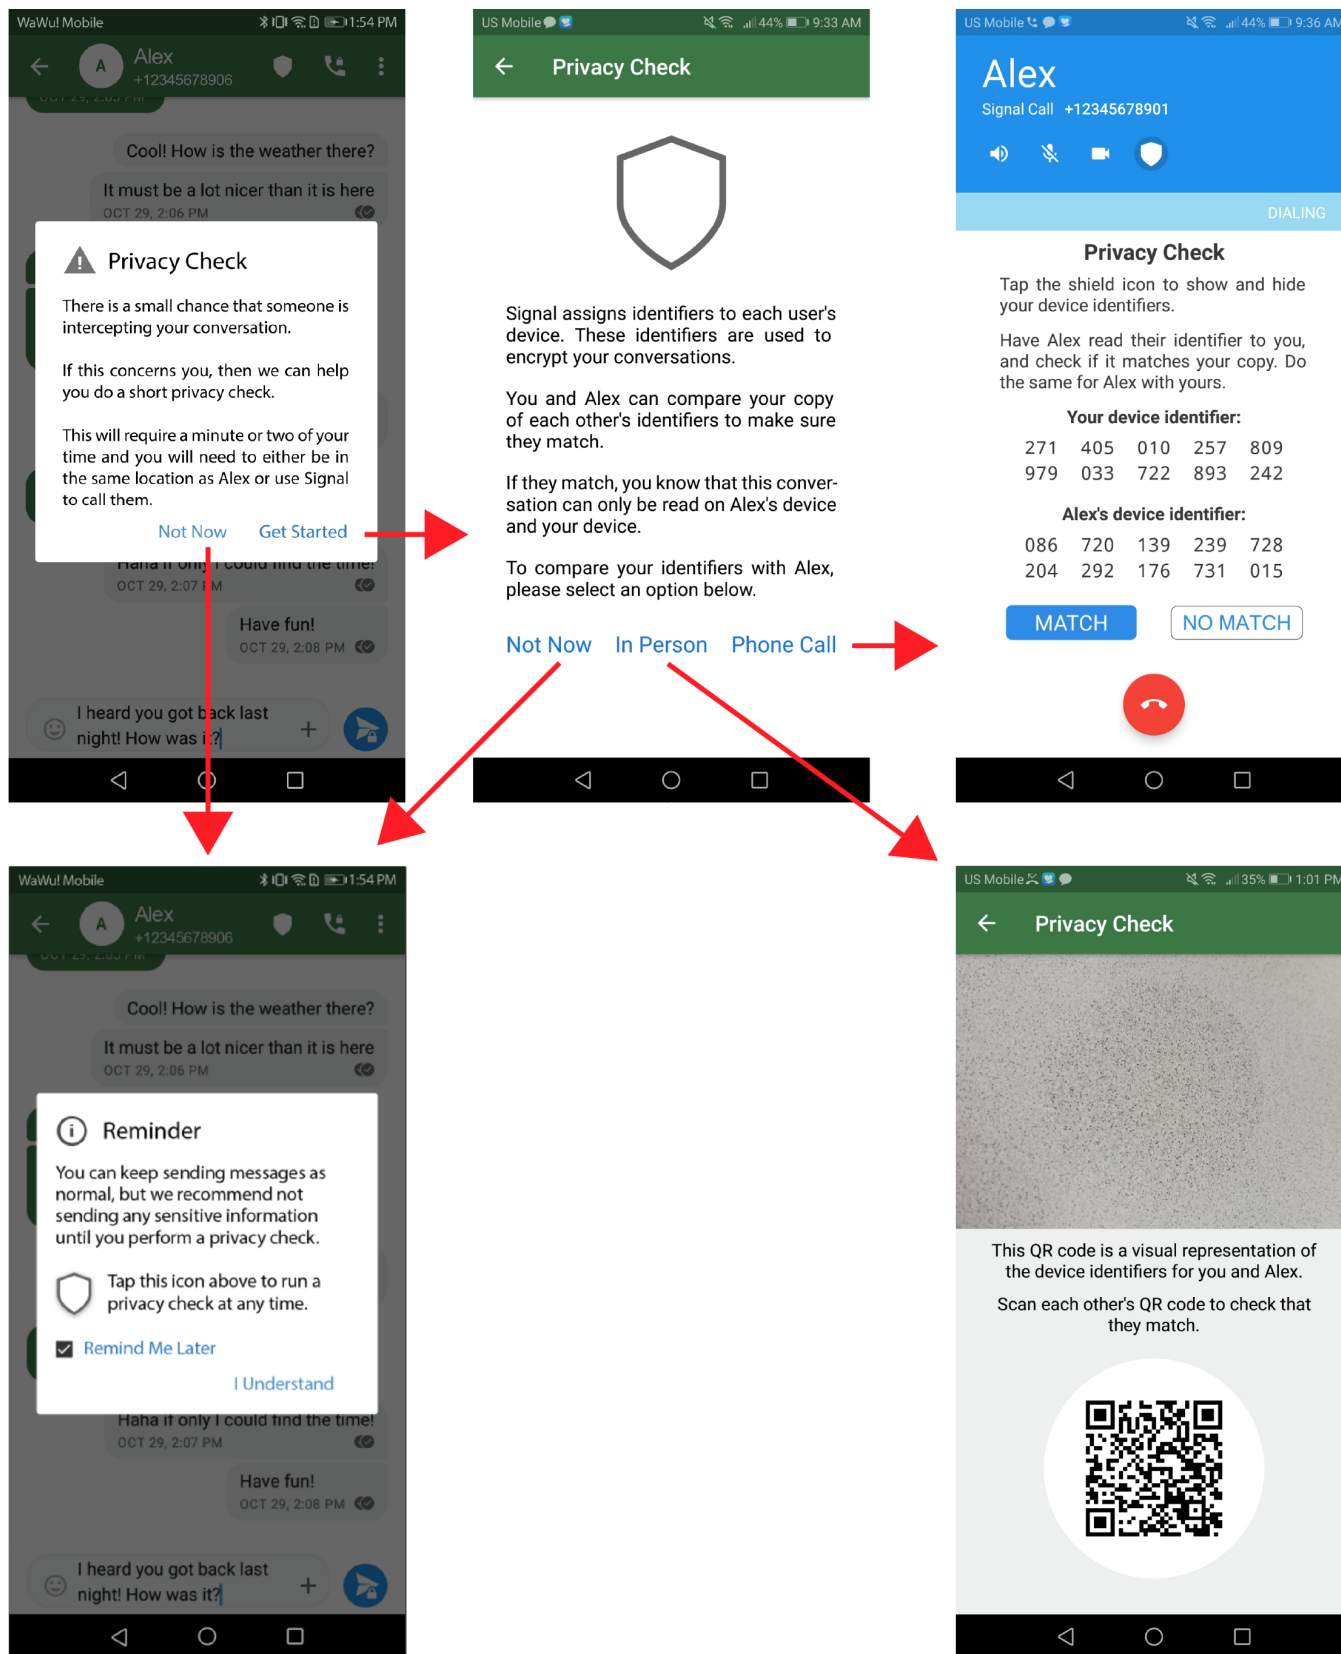 WaWu! Mobile
1:54 PM
A
Alex
+12345678906
OCT 29, 2:05 PM
Cool! How is the weather there?
It must be a lot nicer than it is here
OCT 29, 2:06 PM
Privacy Check
There is a small chance that someone is
intercepting your conversation.
If this concerns you, then we can help
you do a short privacy check.
This will require a minute or two of your
time and you will need to either be in
the same location as Alex or use Signal
to call them.
Not Now Get Started
Haha if only I could find the time!
OCT 29, 2:07 PM
Have fun!
OCT 29, 2:08 PM
I heard you got back last
night! How was it?
US Mobile
44% 9:33 AM
Privacy Check
Signal assigns identifiers to each user's
device. These identifiers are used to
encrypt your conversations.
You and Alex can compare your copy
of each other's identifiers to make sure
they match.
If they match, you know that this conver-
sation can only be read on Alex's device
and your device.
To compare your identifiers with Alex,
please select an option below.
Not Now In Person Phone Call
US Mobile
44% 9:36 AM
Alex
Signal Call +12345678901
DIALING
Privacy Check
Tap the shield icon to show and hide
your device identifiers.
Have Alex read their identifier to you,
and check if it matches your copy. Do
the same for Alex with yours.
Your device identifier:
271 405 010 257 809
979 033 722 893 242
Alex's device identifier:
086 720 139 239 728
204 292 176 731 015
MATCH NO MATCH
WaWu! Mobile
1:54 PM
A
Alex
+12345678906
Cool! How is the weather there?
It must be a lot nicer than it is here
OCT 29, 2:06 PM
i
Reminder
You can keep sending messages as
normal, but we recommend not
sending any sensitive information
until you perform a privacy check.
Tap this icon above to run a
privacy check at any time.
Remind Me Later
I Understand
Haha if only I could find the time!
OCT 29, 2:07 PM
Have fun!
OCT 29, 2:08 PM
I heard you got back last
night! How was it?
US Mobile
35% 1:01 PM
Privacy Check
This QR code is a visual representation of
the device identifiers for you and Alex.
Scan each other's QR code to check that
they match.